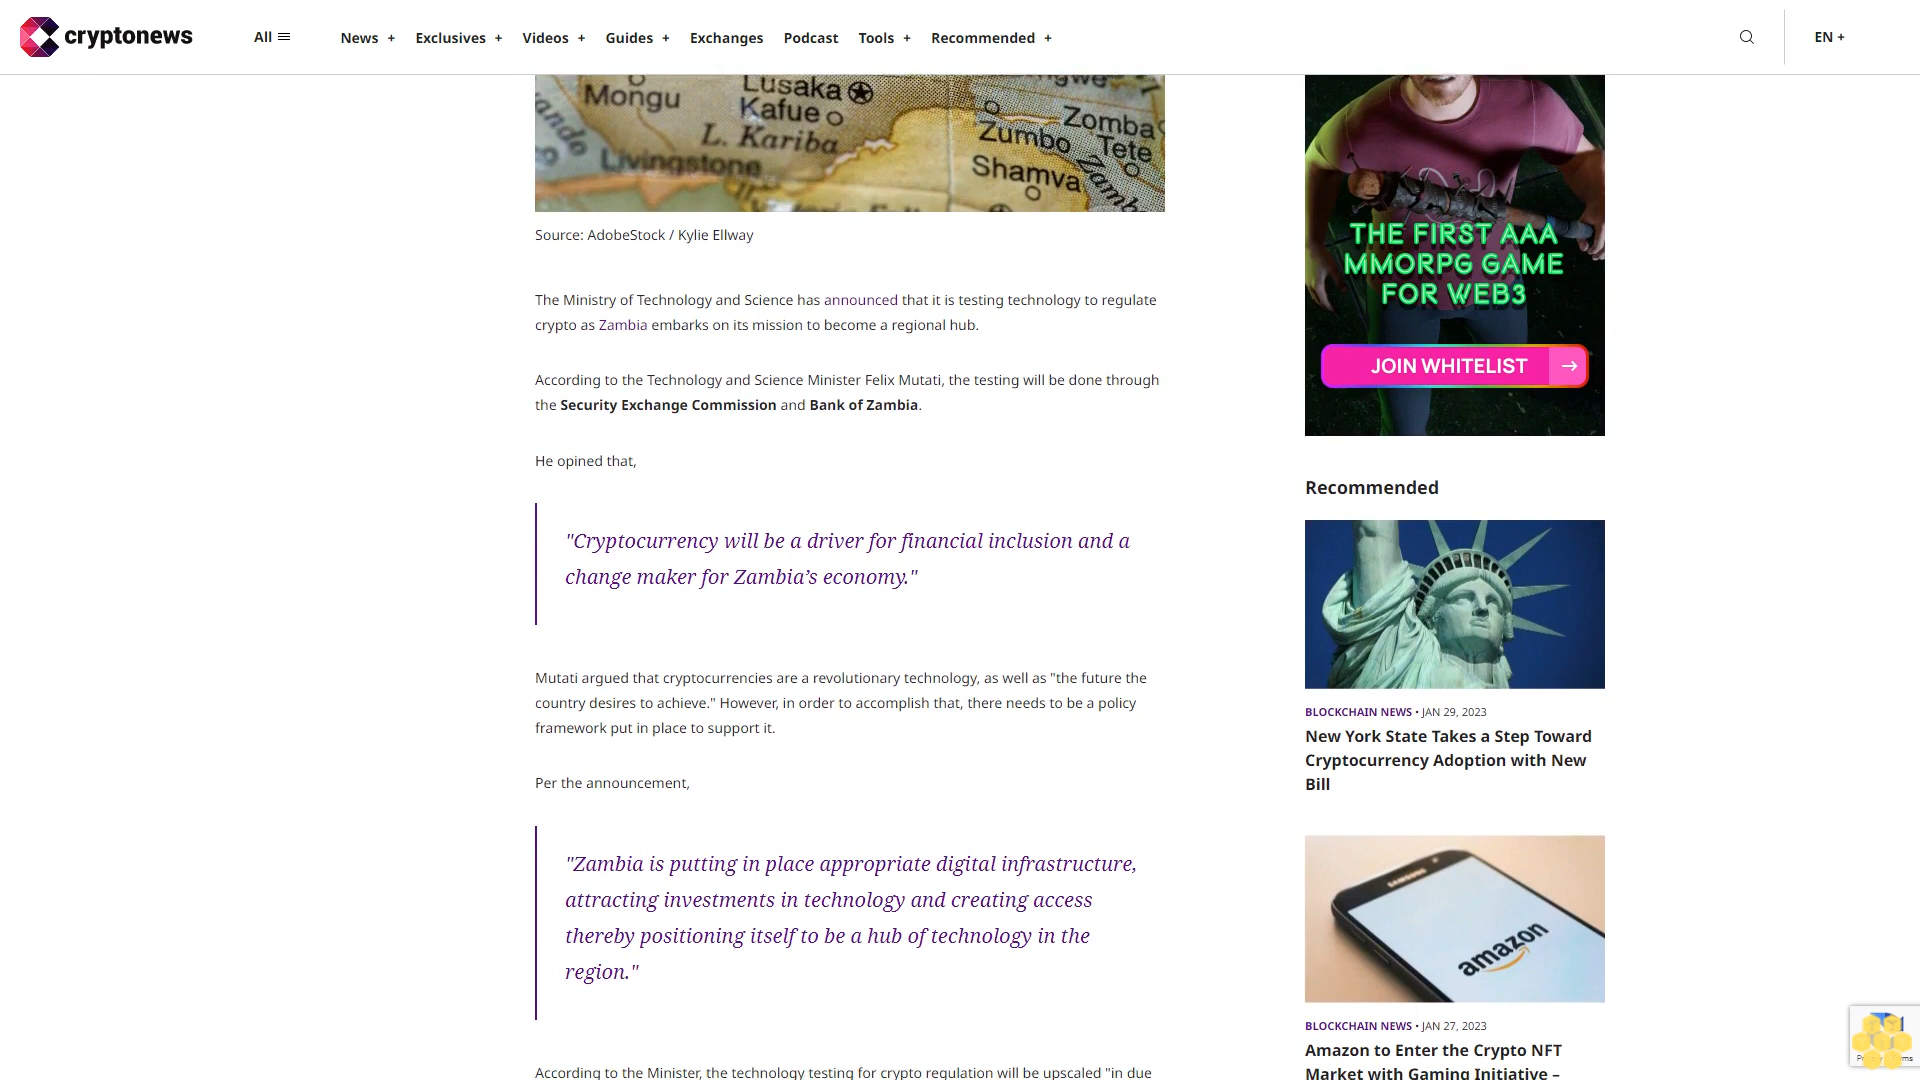 cryptonews All News + Exclusives + Videos + Guides + Exchanges Podcast Tools + Recommended + EN +
Lusaka
Mongu
Kafue
Zomba
L. Kariba
Zumbo
Tete
Livingstone
Shamva
Source: AdobeStock / Kylie Ellway
The Ministry of Technology and Science has announced that it is testing technology to regulate
crypto as Zambia embarks on its mission to become a regional hub.
According to the Technology and Science Minister Felix Mutati, the testing will be done through
the Security Exchange Commission and Bank of Zambia.
He opined that,
"Cryptocurrency will be a driver for financial inclusion and a
change maker for Zambia’s economy."
Mutati argued that cryptocurrencies are a revolutionary technology, as well as "the future the
country desires to achieve." However, in order to accomplish that, there needs to be a policy
framework put in place to support it.
Per the announcement,
"Zambia is putting in place appropriate digital infrastructure,
attracting investments in technology and creating access
thereby positioning itself to be a hub of technology in the
region."
According to the Minister, the technology testing for crypto regulation will be upscaled "in due
THE FIRST AAA
MMORPG GAME
FOR WEB3
JOIN WHITELIST →
Recommended
BLOCKCHAIN NEWS • JAN 29, 2023
New York State Takes a Step Toward
Cryptocurrency Adoption with New
Bill
SAMSUNG
amazon
BLOCKCHAIN NEWS • JAN 27, 2023
Amazon to Enter the Crypto NFT
Market with Gaming Initiative –